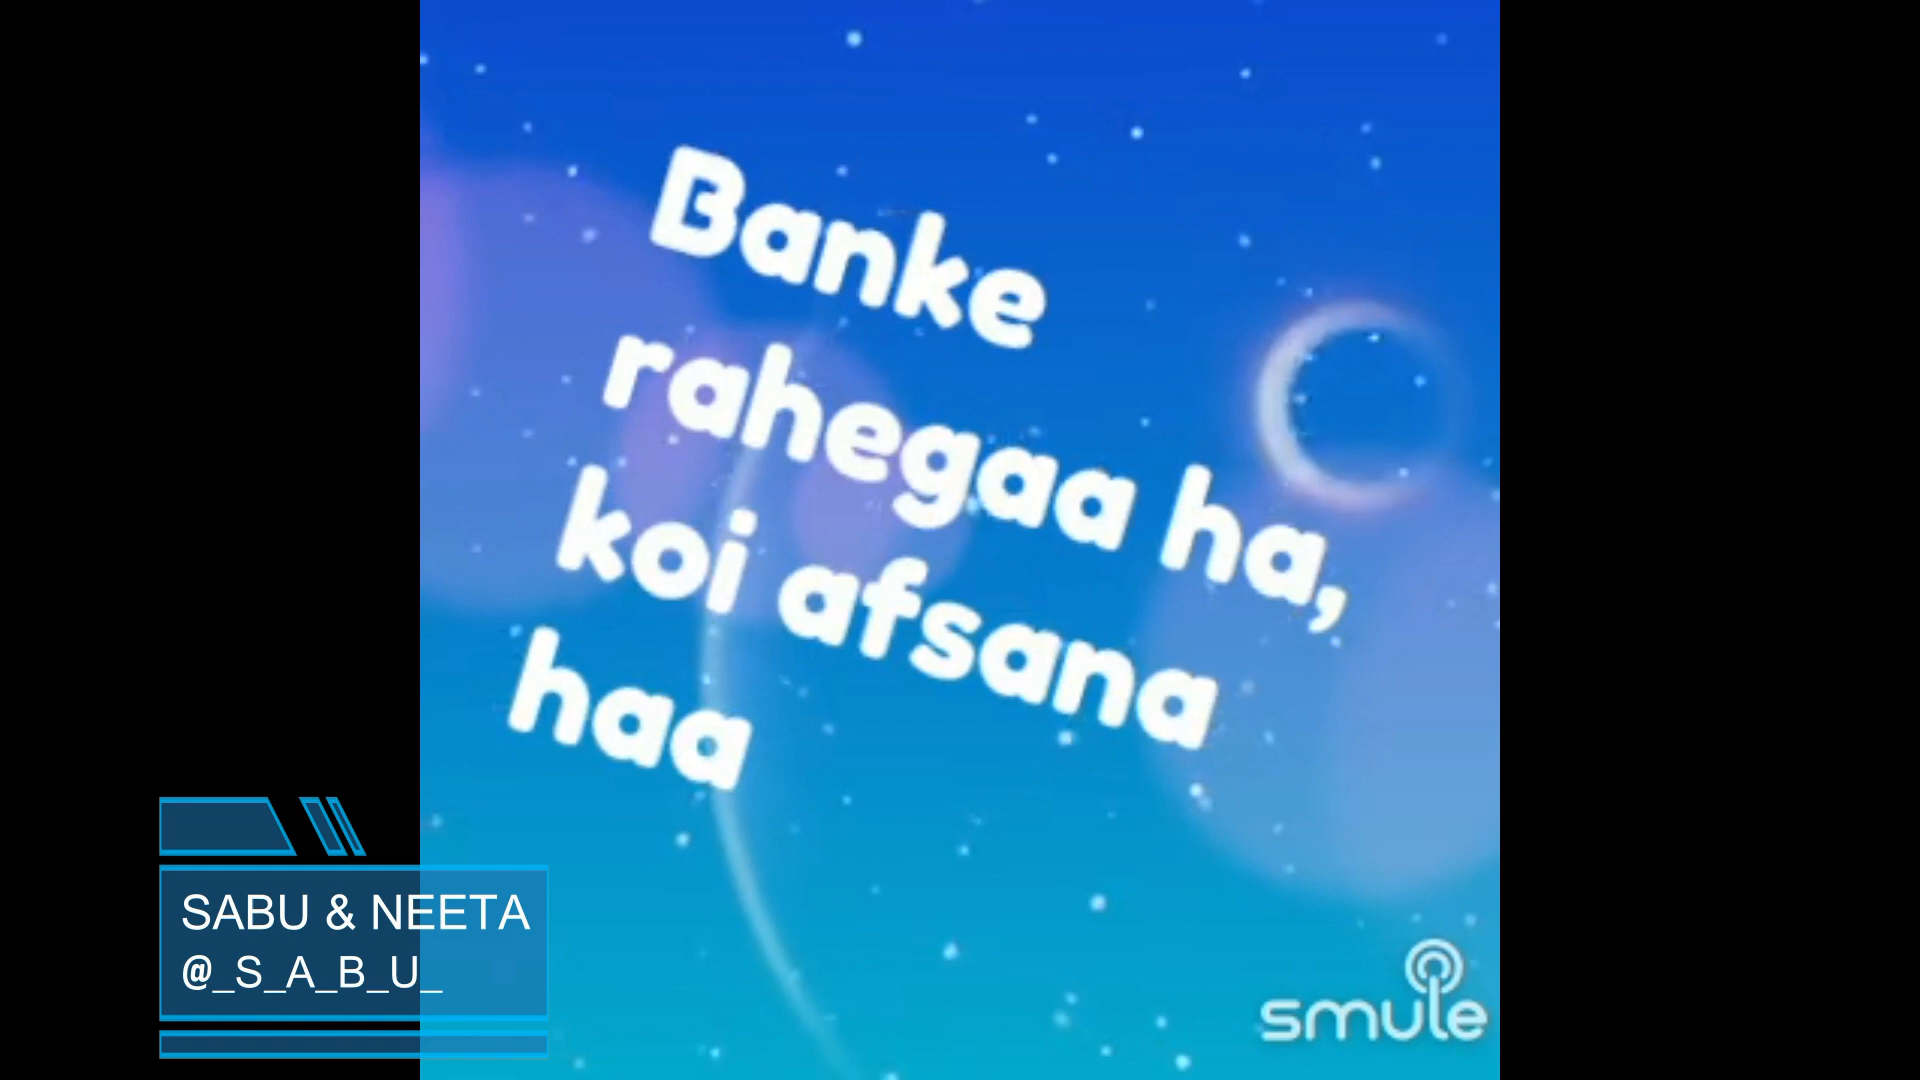 Banke
rahegaa ha,
koi afsana
haa
SABU & NEETA
@_S_A_B_U_
smule